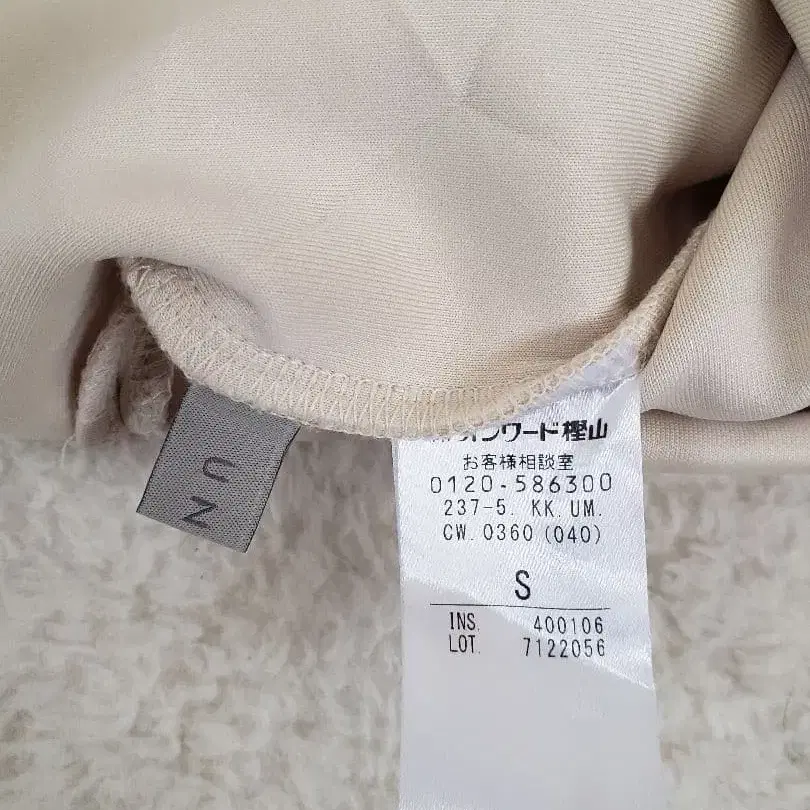 オンワード樫山
お客様相談室
0120-586300
237-5. KK. UM.
CW. 0360 (040)
S
INS. 400106
LOT. 7122056